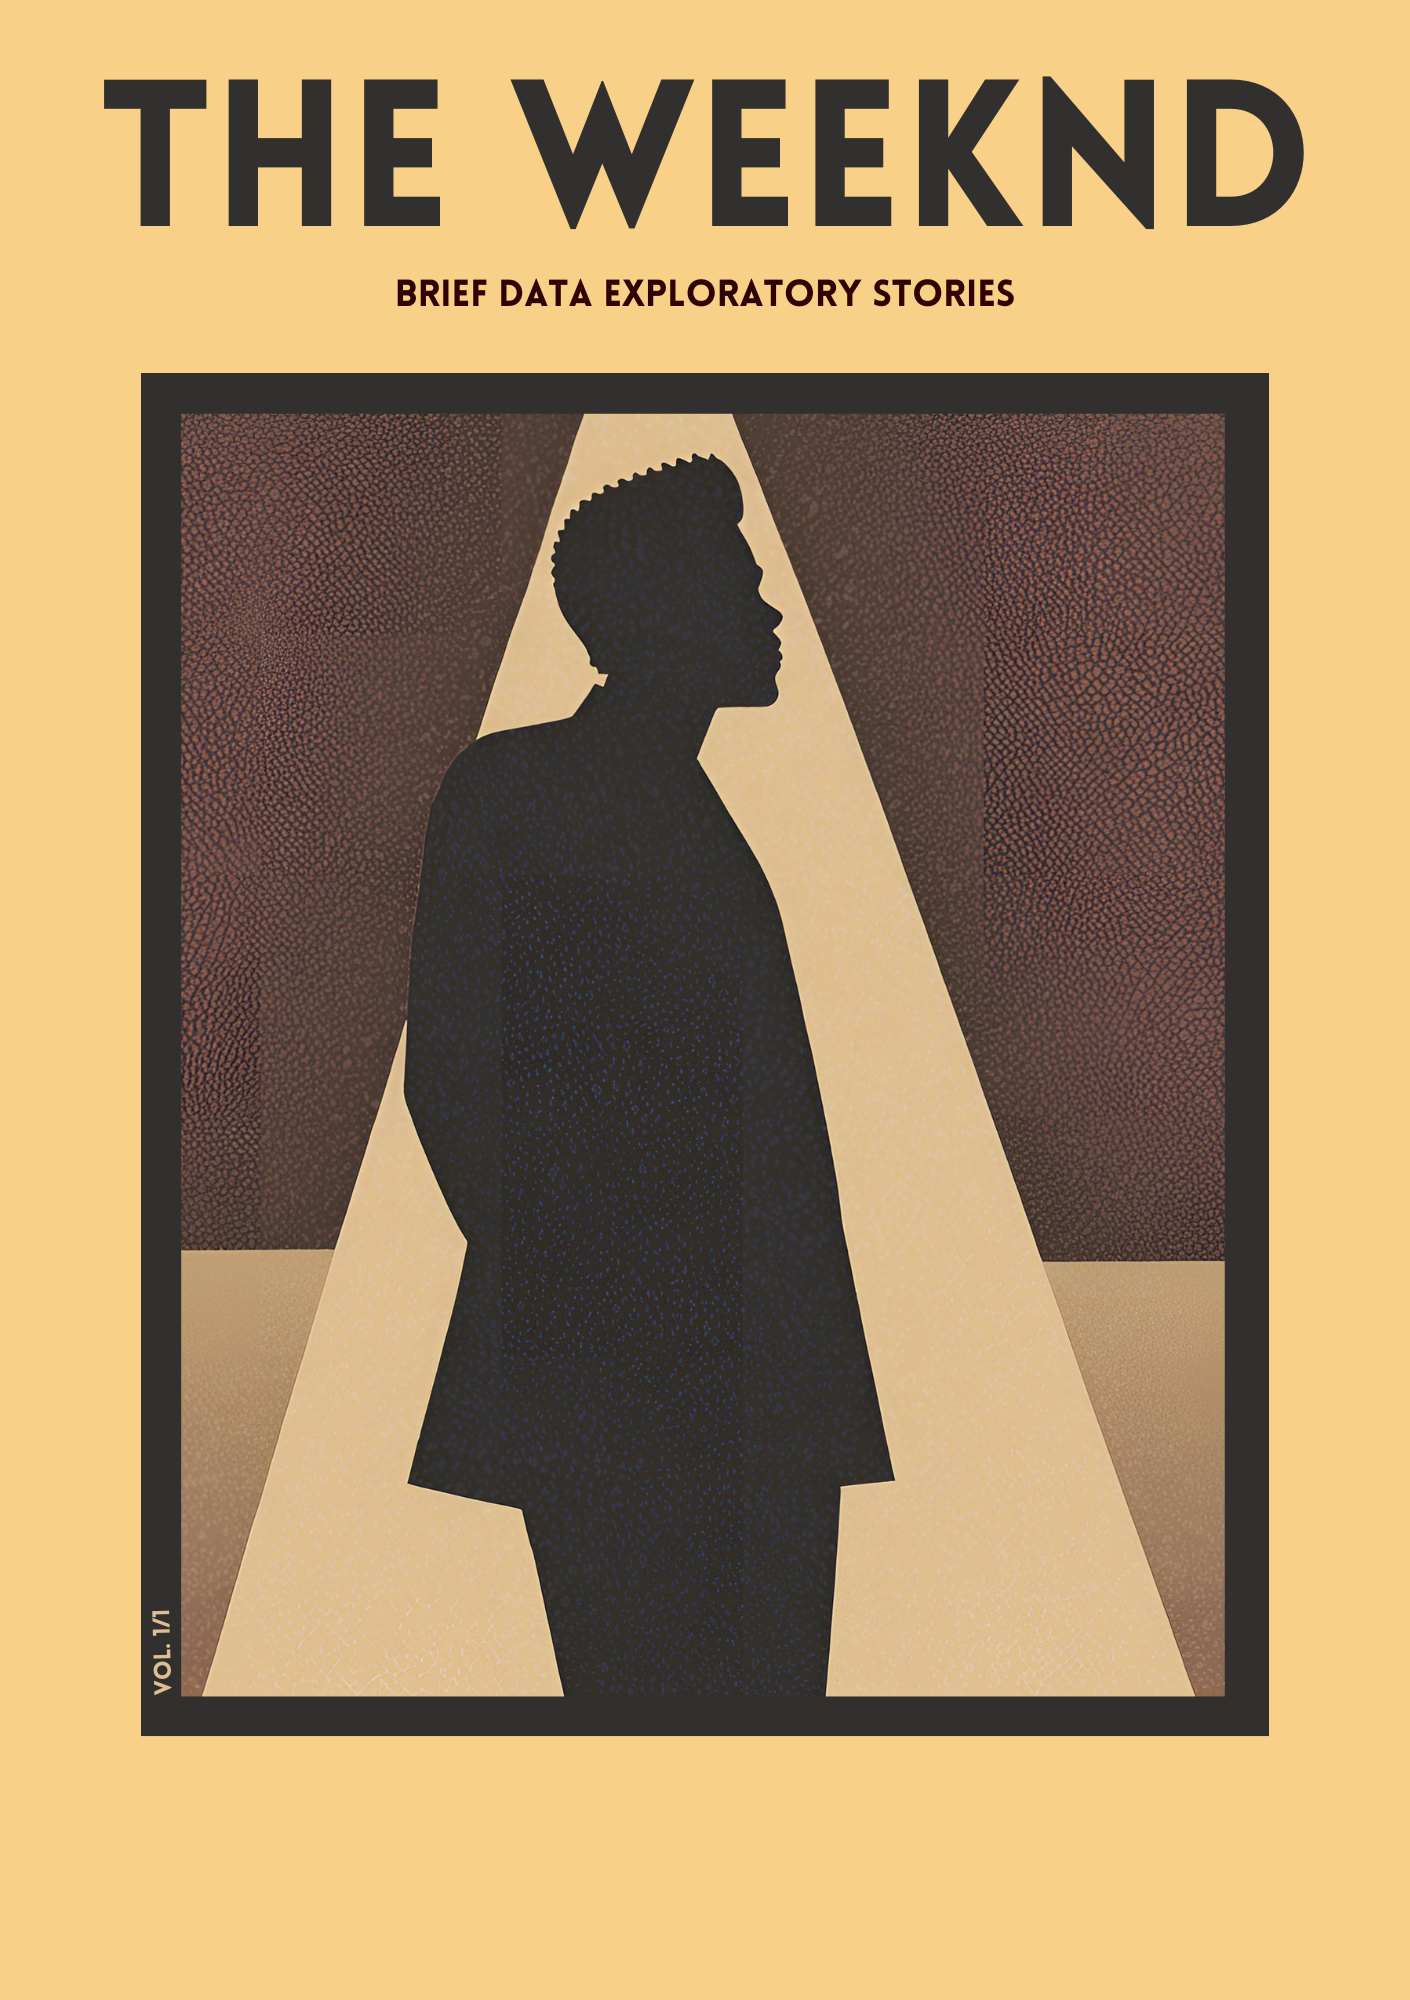 THE WEEKND
BRIEF DATA EXPLORATORY STORIES
VOL. 1/1